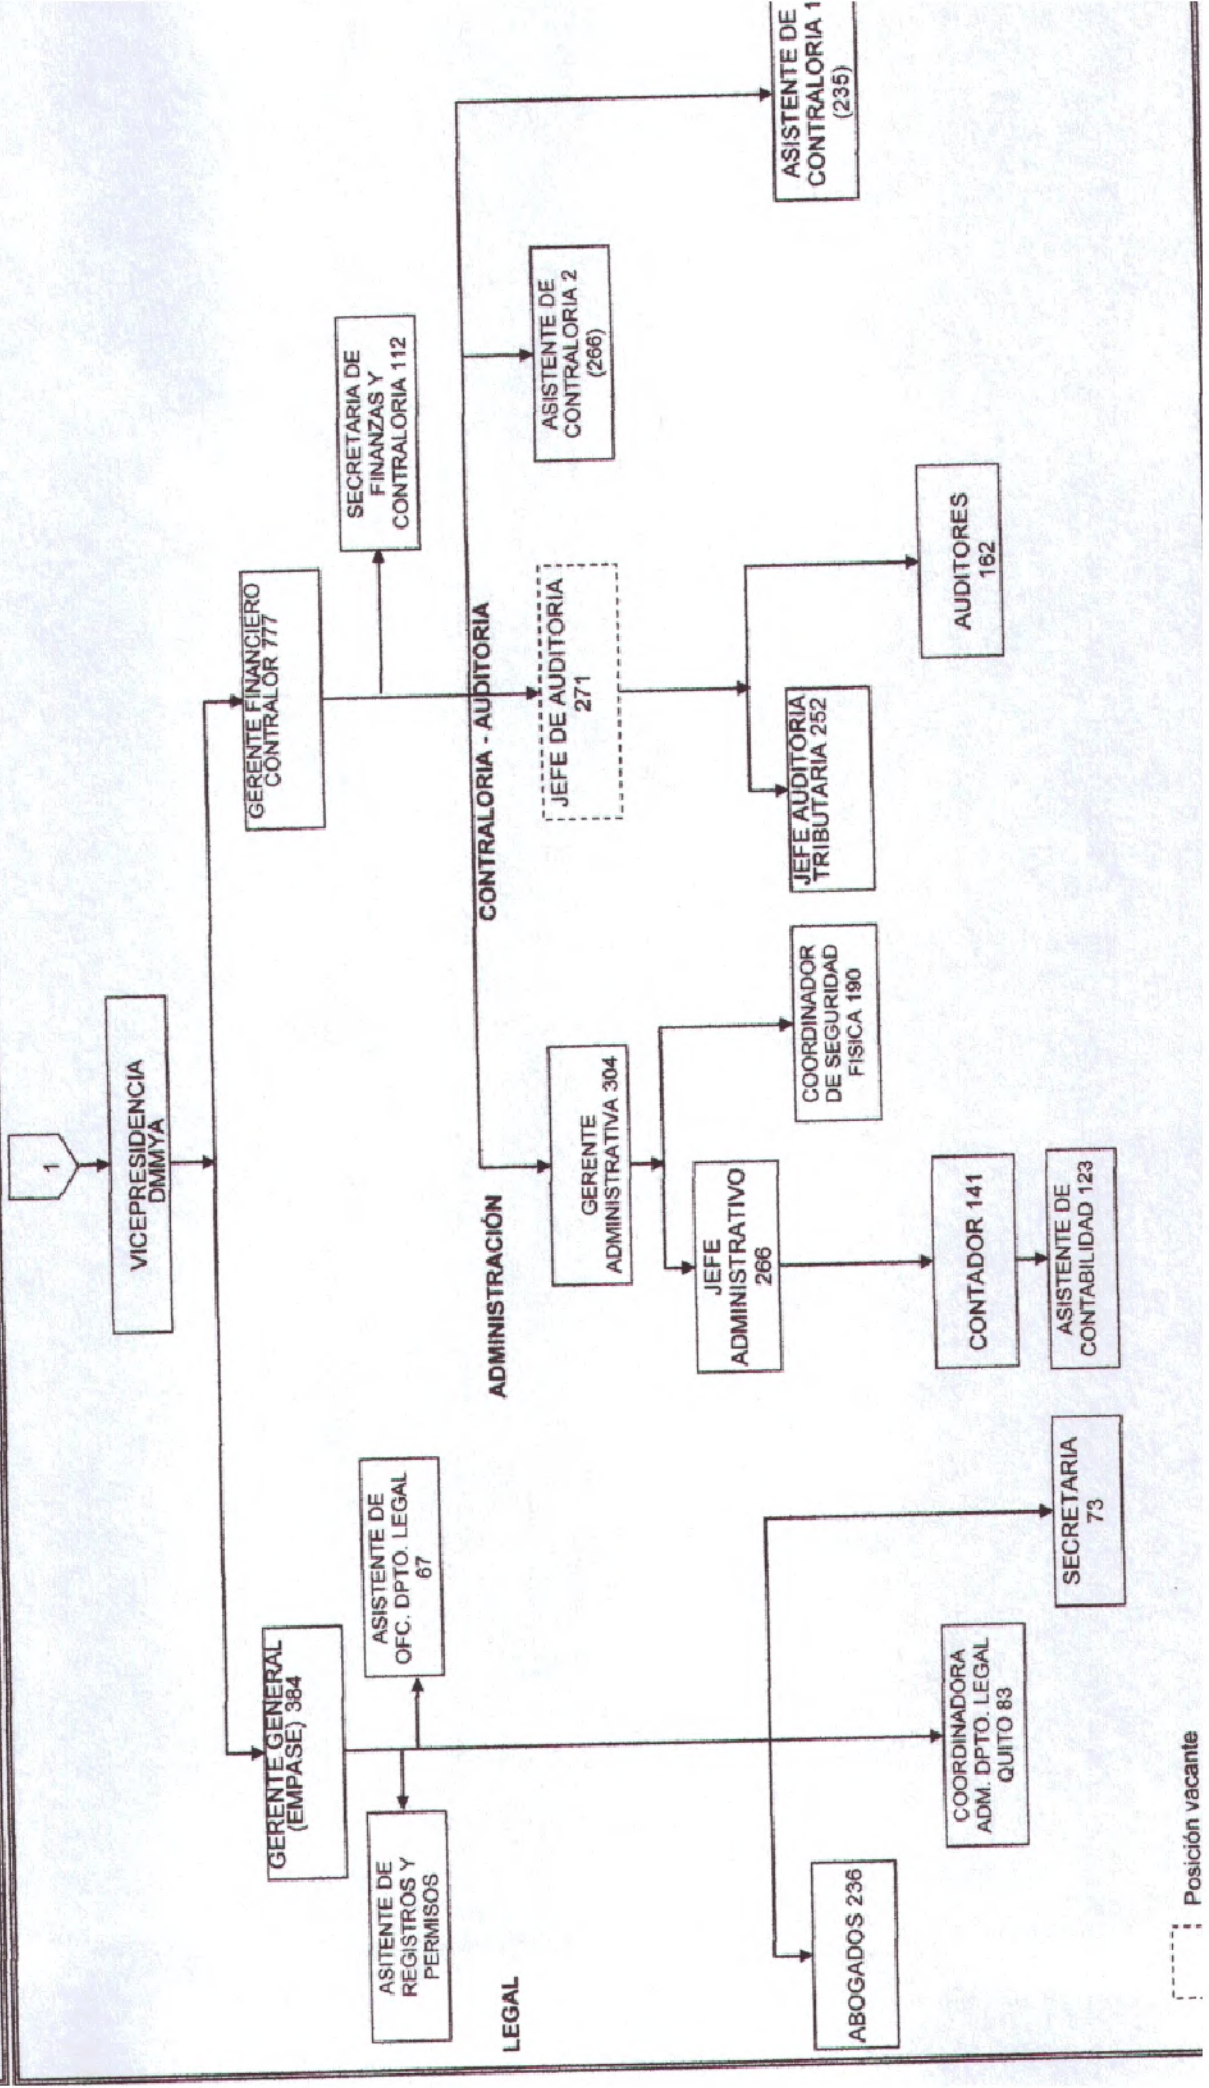 1
VICEPRESIDENCIA
DMMYA
GERENTE GENERAL
(EMPASE) 384
GERENTE FINANCIERO
CONTRALOR 777
ASITENTE DE
REGISTROS Y
PERMISOS
ASISTENTE DE
OFC. DPTO. LEGAL
67
SECRETARIA DE
FINANZAS Y
CONTRALORIA 112
LEGAL
ADMINISTRACIÓN
CONTRALORIA - AUDITORIA
GERENTE
ADMINISTRATIVA 304
JEFE DE AUDITORIA
271
ASISTENTE DE
CONTRALORIA 2
(266)
JEFE
ADMINISTRATIVO
266
COORDINADOR
DE SEGURIDAD
FISICA 190
JEFE AUDITORIA
TRIBUTARIA 252
ASISTENTE DE
CONTRALORIA 1
(235)
ABOGADOS 236
COORDINADORA
ADM. DPTO. LEGAL
QUITO 83
SECRETARIA
73
CONTADOR 141
ASISTENTE DE
CONTABILIDAD 123
AUDITORES
162
Posición vacante